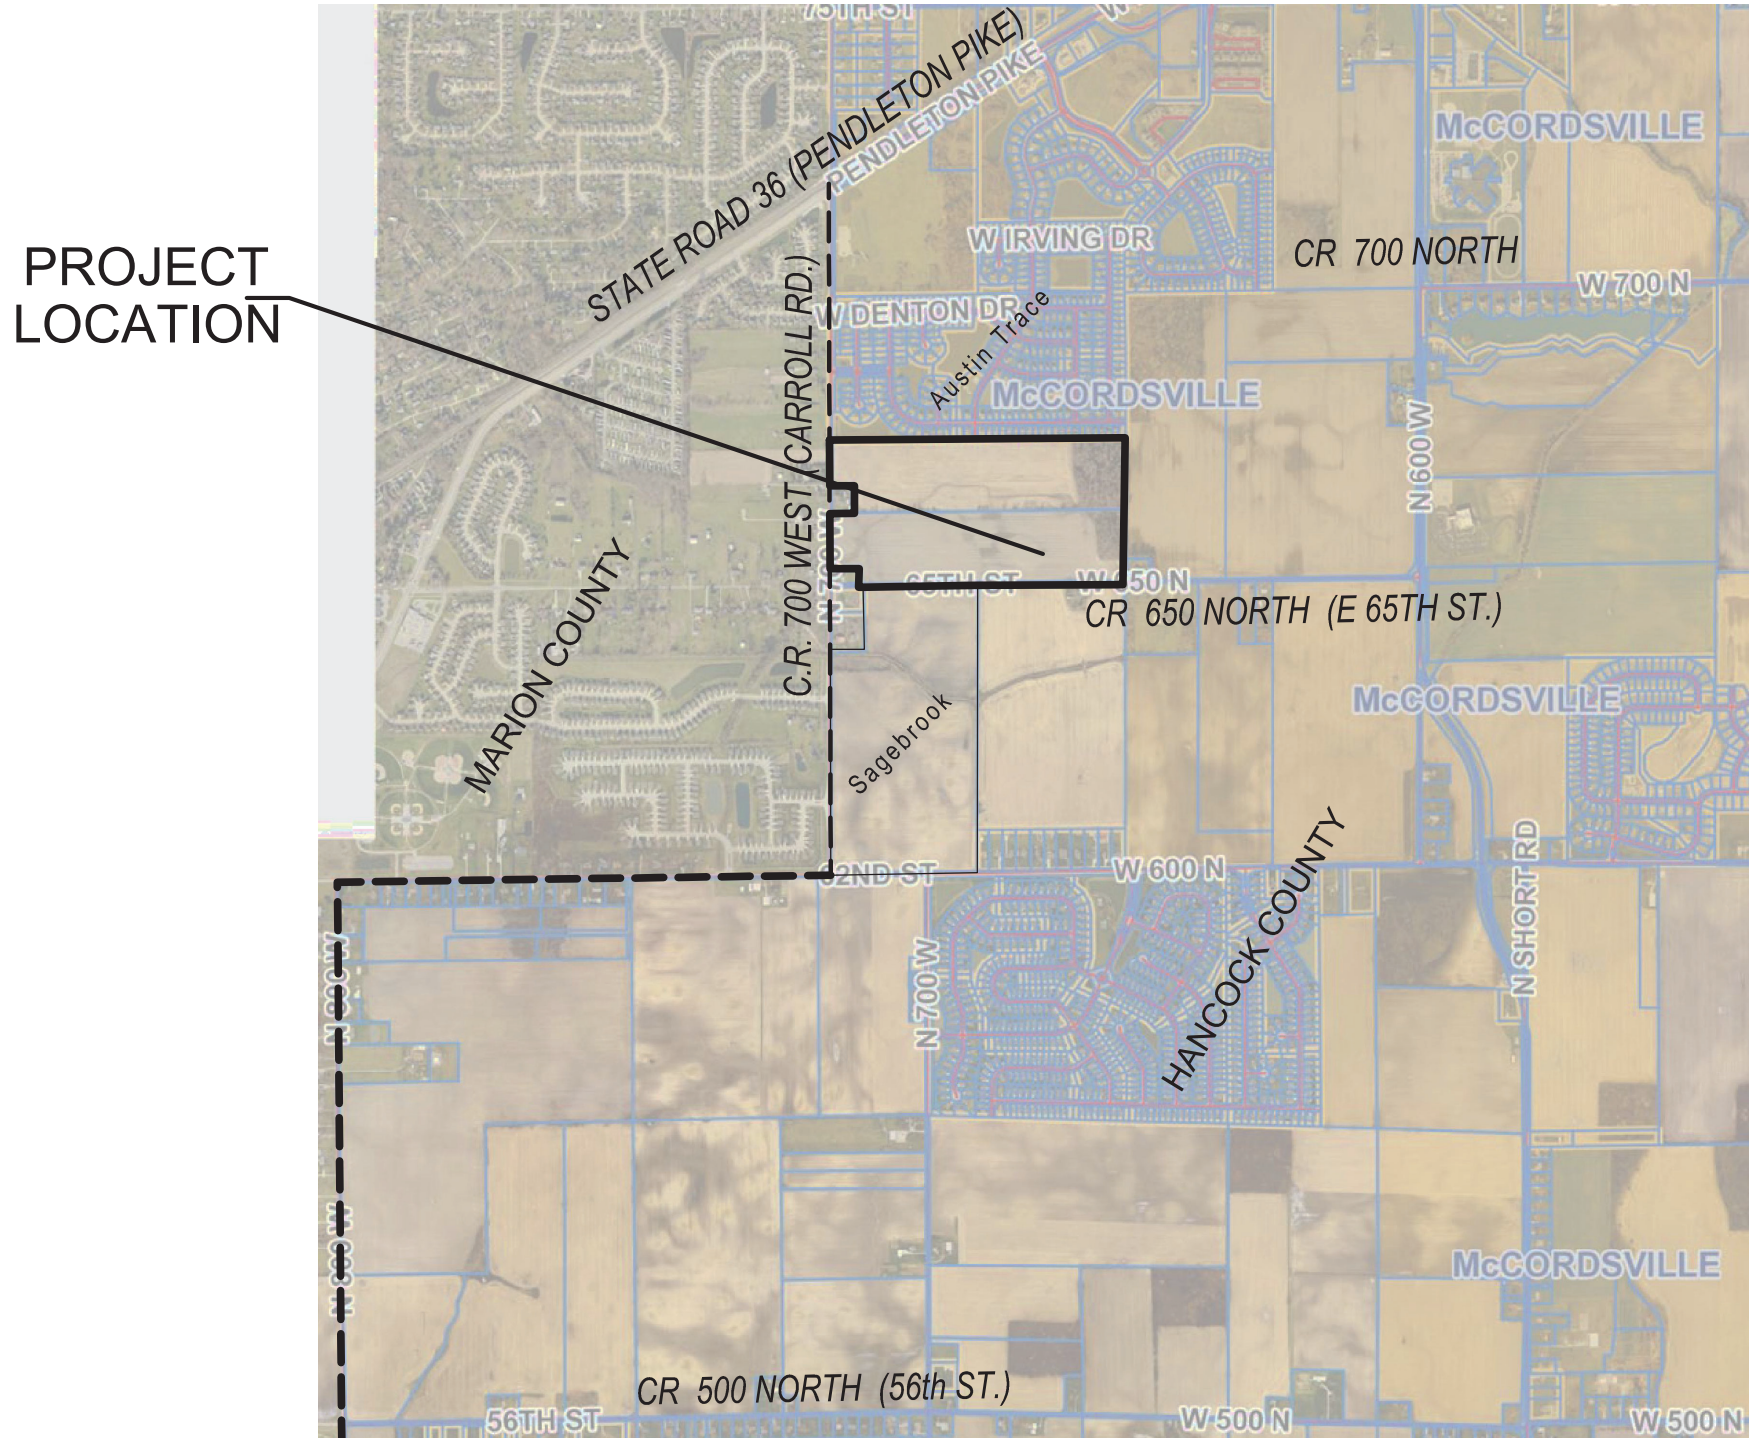 75TH ST
STATE ROAD 36 (PENDLETON PIKE)
PENDLETON PIKE
McCORDSVILLE
PROJECT
LOCATION
W IRVING DR
CR 700 NORTH
W 700 N
W DENTON DR
Austin Trace
McCORDSVILLE
C.R. 700 WEST (CARROLL RD.)
N 600 W
N 700 W
65TH ST
W 650 N
CR 650 NORTH (E 65TH ST.)
MARION COUNTY
Sagebrook
McCORDSVILLE
62ND ST
W 600 N
N SHORT RD
HANCOCK COUNTY
N 700 W
N 800 W
N 800 W
McCORDSVILLE
CR 500 NORTH (56th ST.)
56TH ST
W 500 N
W 500 N